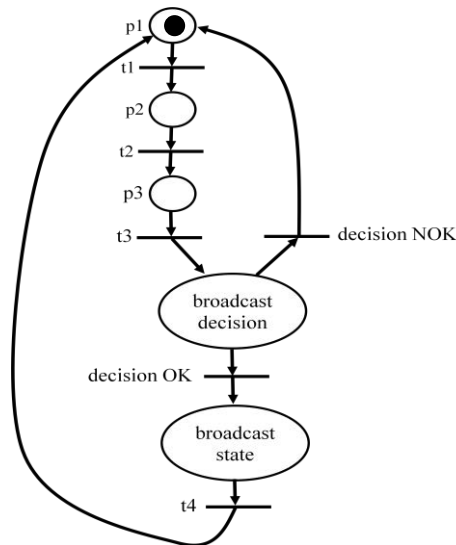 p1
t1
p2
t2
p3
t3
decision NOK
broadcast
decision
decision OK
broadcast
state
t4